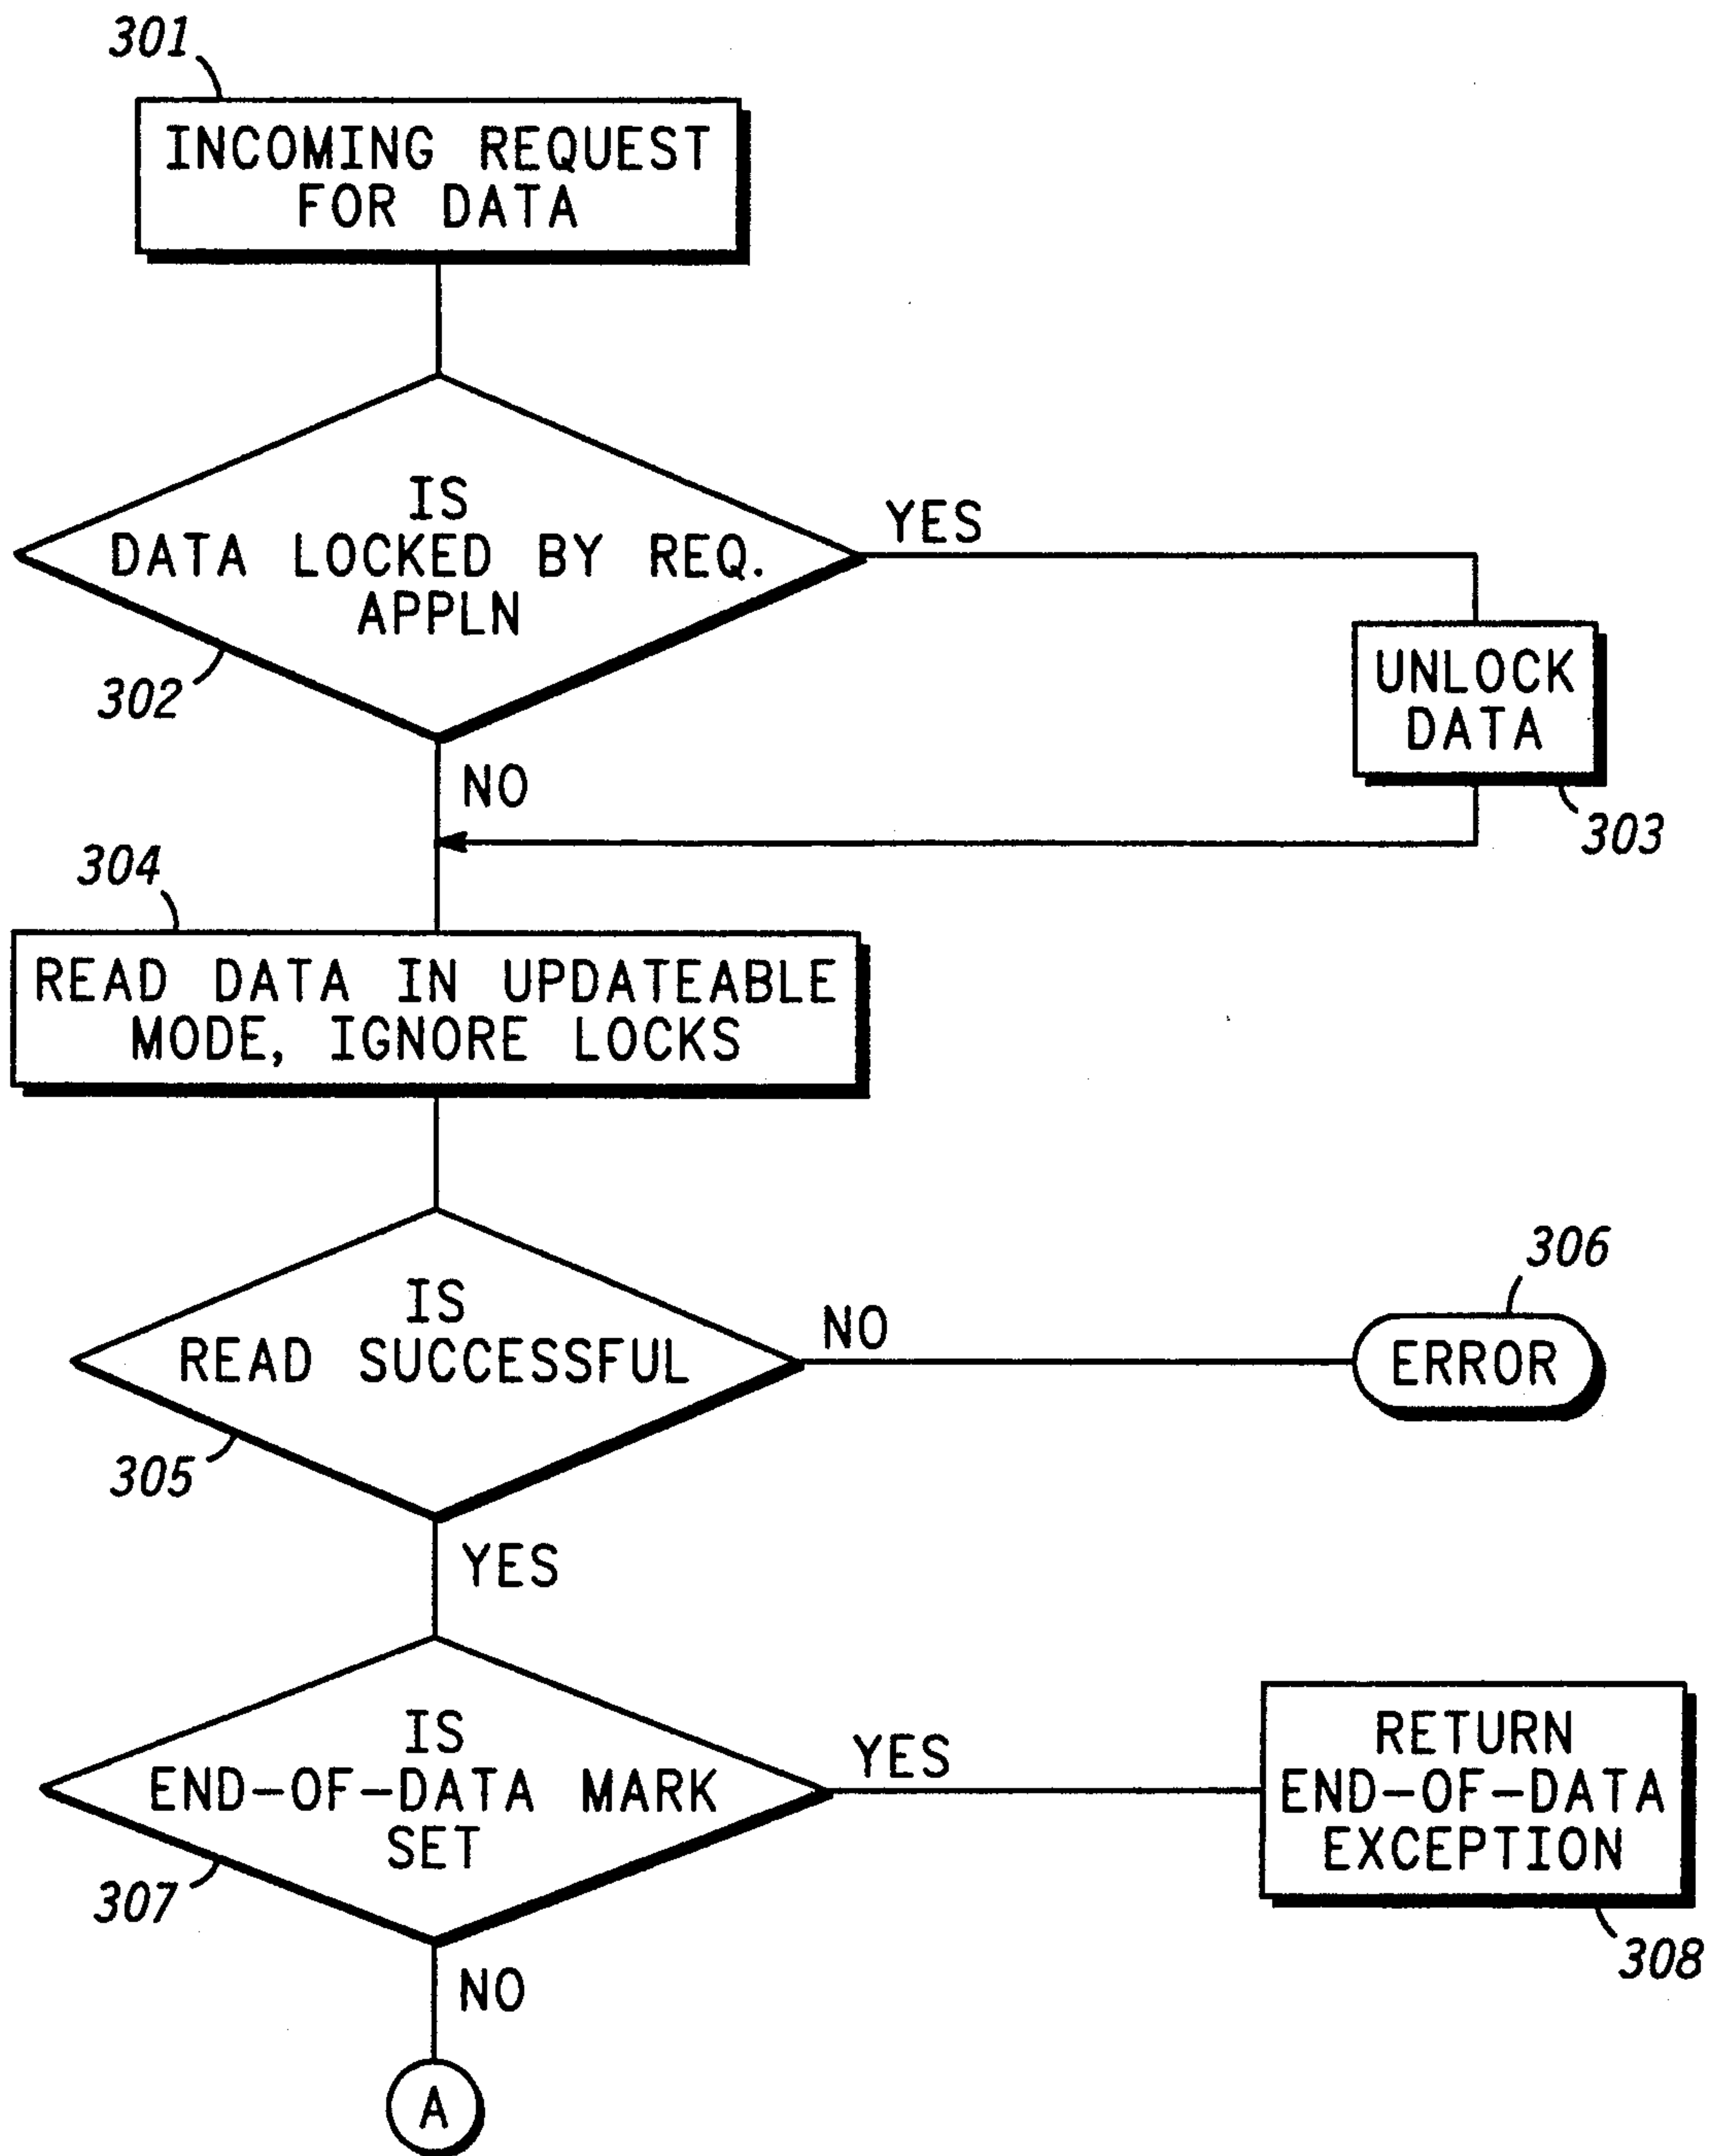 301
INCOMING REQUEST
FOR DATA
IS
DATA LOCKED BY REQ.
APPLN
YES
302
UNLOCK
DATA
303
NO
304
READ DATA IN UPDATEABLE
MODE, IGNORE LOCKS
IS
READ SUCCESSFUL
NO
306
ERROR
305
YES
IS
END-OF-DATA MARK
SET
YES
RETURN
END-OF-DATA
EXCEPTION
307
308
NO
A